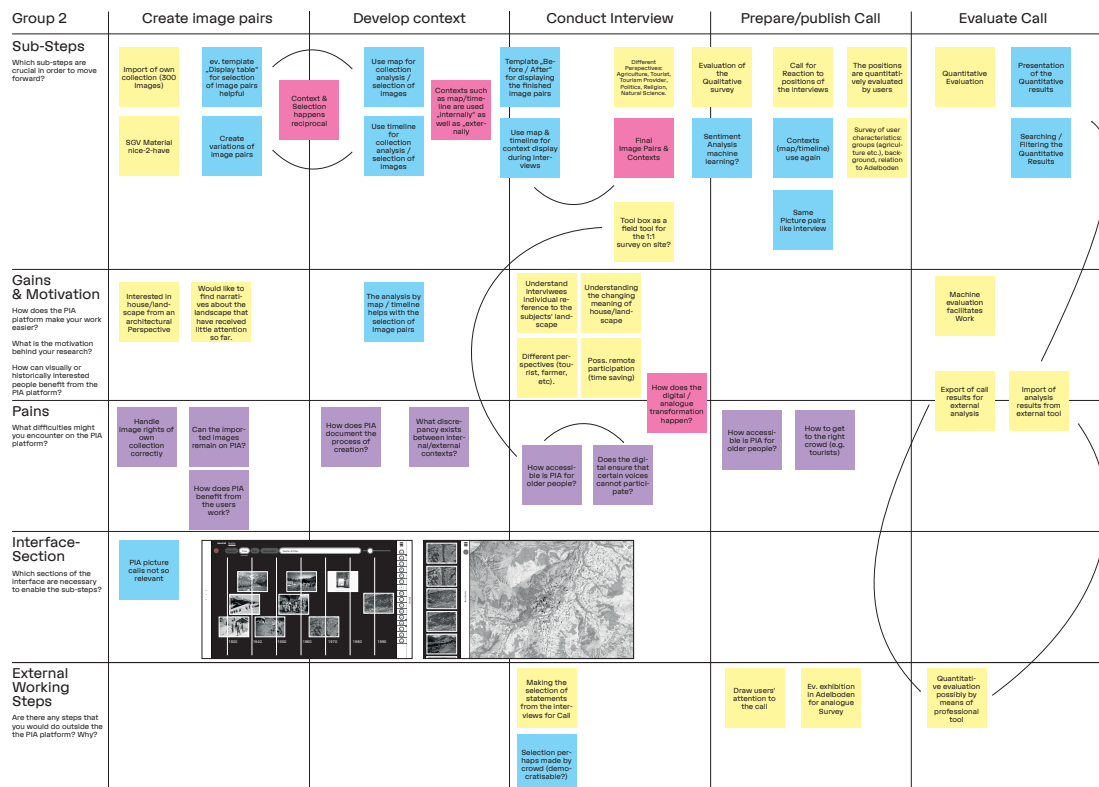 Group 2
Create image pairs
Develop context
Conduct Interview
Prepare/publish Call
Evaluate Call
Sub-Steps
Which sub-steps are
crucial in order to move
forward?
Import of own
collection (300
Images)
ev. template
„Display table“
for selection
of image pairs
helpful
Context &
Selection
happens
reciprocal
SGV Material
nice-2-have
Create
variations of
image pairs
Use map for
collection
analysis /
selection of
images
Contexts such
as map/time-
line are used
„internally“ as
well as „exter-
nally
Use timeline
for
collection
analysis /
selection of
images
Template „Be-
fore / After“
for displaying
the finished
image pairs
Use map &
timeline for
context display
during inter-
views
Different
Perspectives:
Agriculture, Tourist,
Tourism Provider,
Politics, Religion,
Natural Science.
Final
Image Pairs &
Contexts
Tool box as a
field tool for
the 1:1
survey on site?
Evaluation of
the
Qualitative
survey
Call for
Reaction to
positions of
the interviews
The positions
are quantitati-
vely evaluated
by users
Sentiment
Analysis
machine
learning?
Contexts
(map/timeline)
use again
Survey of user
characteristics:
groups (agricul-
ture etc.), back-
ground, relation
to Adelboden
Same
Picture pairs
like interview
Quantitative
Evaluation
Presentation
of the
Quantitative
results
Searching /
Filtering the
Quantitative
Results
Gains
& Motivation
How does the PIA
platform make your work
easier?
What is the motivation
behind your research?
How can visually or
historically interested
people benefit from the
PIA platform?
Interested in
house/land-
scape from an
architectural
Perspective
Would like to
find narrati-
ves about the
landscape that
have received
little attention
so far.
The analysis by
map / timeline
helps with the
selection of
image pairs
Understand
interviewees
individual re-
ference to the
subjects' land-
scape
Understanding
the changing
meaning of
house/land-
scape
Different per-
spectives (tou-
rist, farmer,
etc).
Poss. remote
participation
(time saving)
How does the
digital /
analogue
transformation
happen?
Machine
evaluation
facilitates
Work
Export of call
results for
external
analysis
Import of
analysis
results from
external tool
Pains
What difficulties might
you encounter on the PIA
platform?
Handle
image rights of
own
collection
correctly
Can the impor-
ted images
remain on PIA?
How does PIA
benefit from
the users
work?
How does PIA
document the
process of
creation?
What discre-
pancy exists
between inter-
nal/external
contexts?
How accessi-
ble is PIA for
older people?
Does the digi-
tal ensure that
certain voices
cannot partici-
pate?
How accessi-
ble is PIA for
older people?
How to get
to the right
crowd (e.g.
tourists)
Interface-
Section
Which sections of the
interface are necessary
to enable the sub-steps?
PIA picture
calls not so
relevant
External
Working
Steps
Are there any steps that
you would do outside the
the PIA platform? Why?
Making the
selection of
statements
from the inter-
views for Call
Selection per-
haps made by
crowd (demo-
cratisable?)
Draw users'
attention to
the call
Ev. exhibition
in Adelboden
for analogue
Survey
Quantitati-
ve evaluation
possibly by
means of
professional
tool